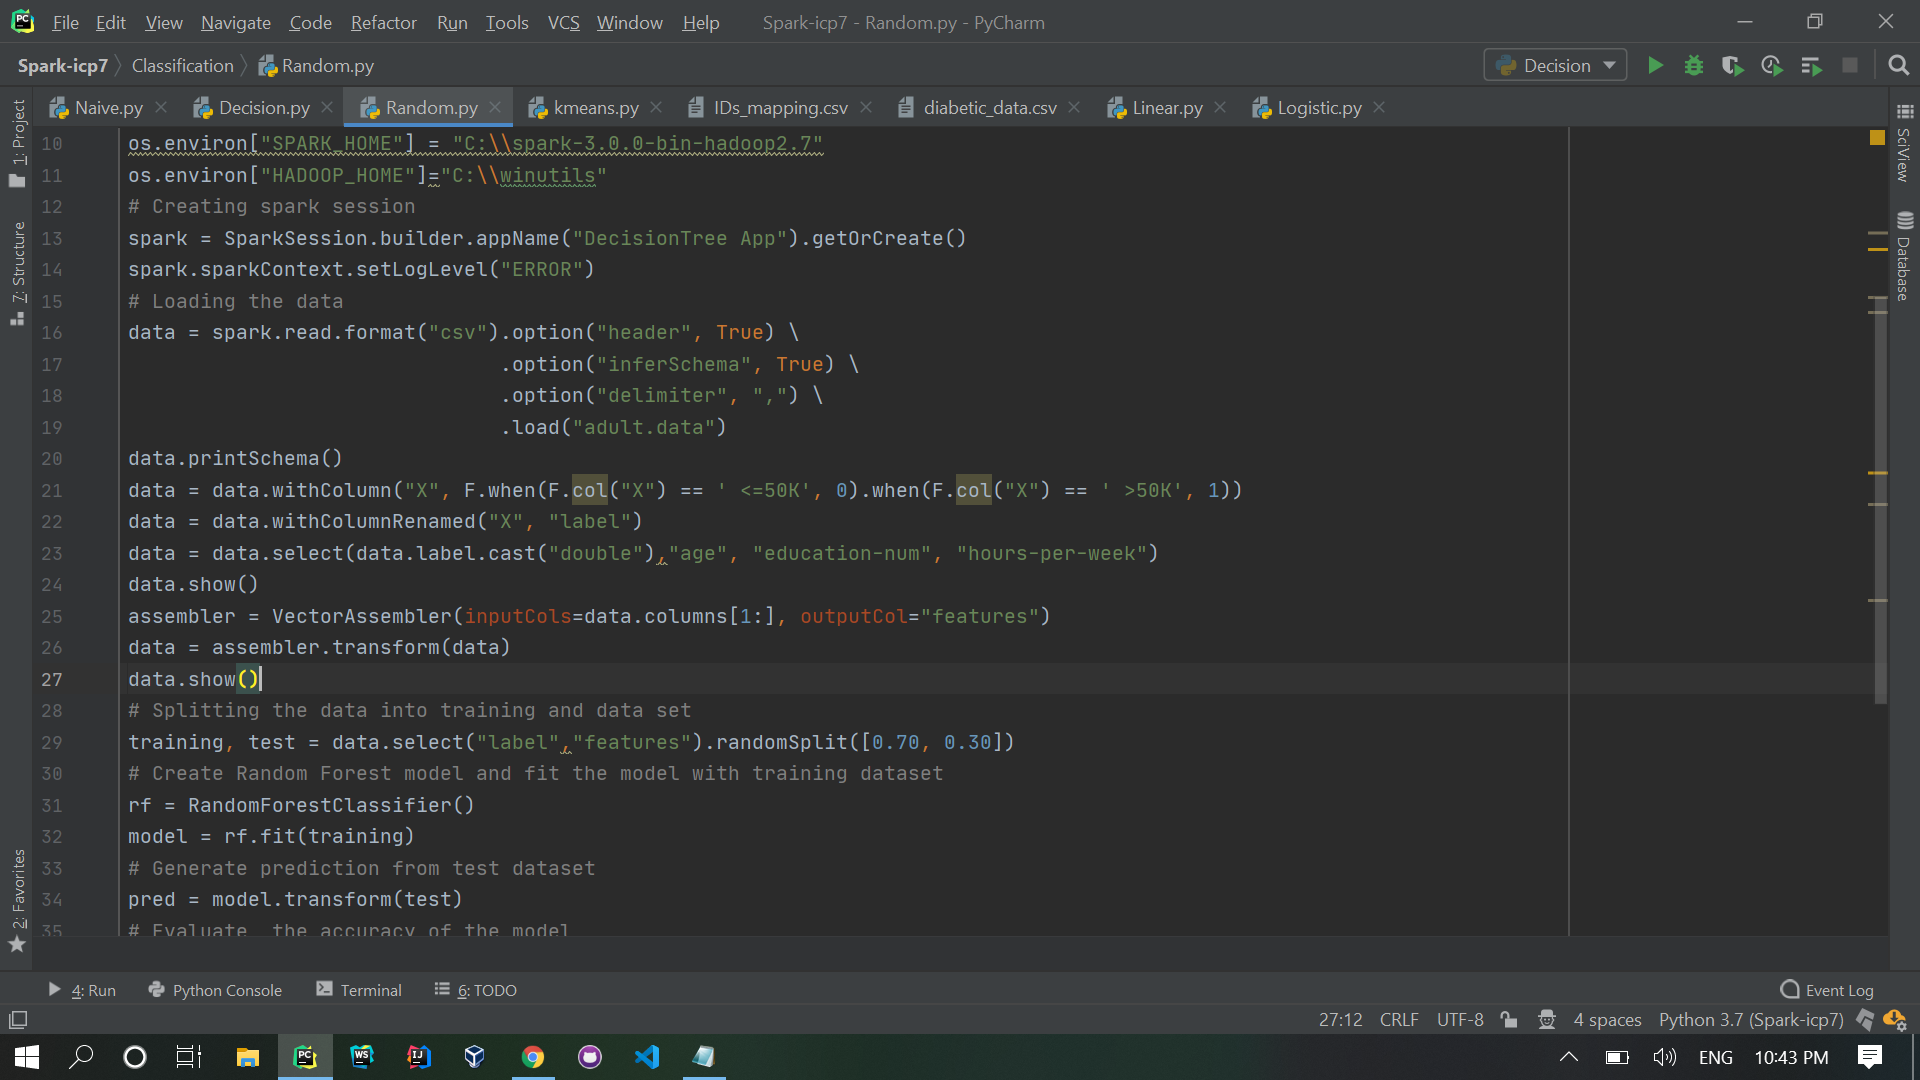 File Edit View Navigate Code Refactor Run Tools VCS Window Help Spark-icp7 - Random.py - PyCharm
Spark-icp7 Classification Random.py Decision
Naive.py Decision.py Random.py kmeans.py IDs_mapping.csv diabetic_data.csv Linear.py Logistic.py
1: Project
7: Structure
2: Favorites
SciView
Database
10 os.environ["SPARK_HOME"] = "C:\\spark-3.0.0-bin-hadoop2.7"
11 os.environ["HADOOP_HOME"]="C:\\winutils"
12 # Creating spark session
13 spark = SparkSession.builder.appName("DecisionTree App").getOrCreate()
14 spark.sparkContext.setLogLevel("ERROR")
15 # Loading the data
16 data = spark.read.format("csv").option("header", True) \
17 .option("inferSchema", True) \
18 .option("delimiter", ",") \
19 .load("adult.data")
20 data.printSchema()
21 data = data.withColumn("X", F.when(F.col("X") == ' <=50K', 0).when(F.col("X") == ' >50K', 1))
22 data = data.withColumnRenamed("X", "label")
23 data = data.select(data.label.cast("double"),"age", "education-num", "hours-per-week")
24 data.show()
25 assembler = VectorAssembler(inputCols=data.columns[1:], outputCol="features")
26 data = assembler.transform(data)
27 data.show()
28 # Splitting the data into training and data set
29 training, test = data.select("label","features").randomSplit([0.70, 0.30])
30 # Create Random Forest model and fit the model with training dataset
31 rf = RandomForestClassifier()
32 model = rf.fit(training)
33 # Generate prediction from test dataset
34 pred = model.transform(test)
35 # Evaluate  the accuracy of the model
4: Run Python Console Terminal 6: TODO Event Log
27:12 CRLF UTF-8 4 spaces Python 3.7 (Spark-icp7)
PC WS IJ ENG 10:43 PM